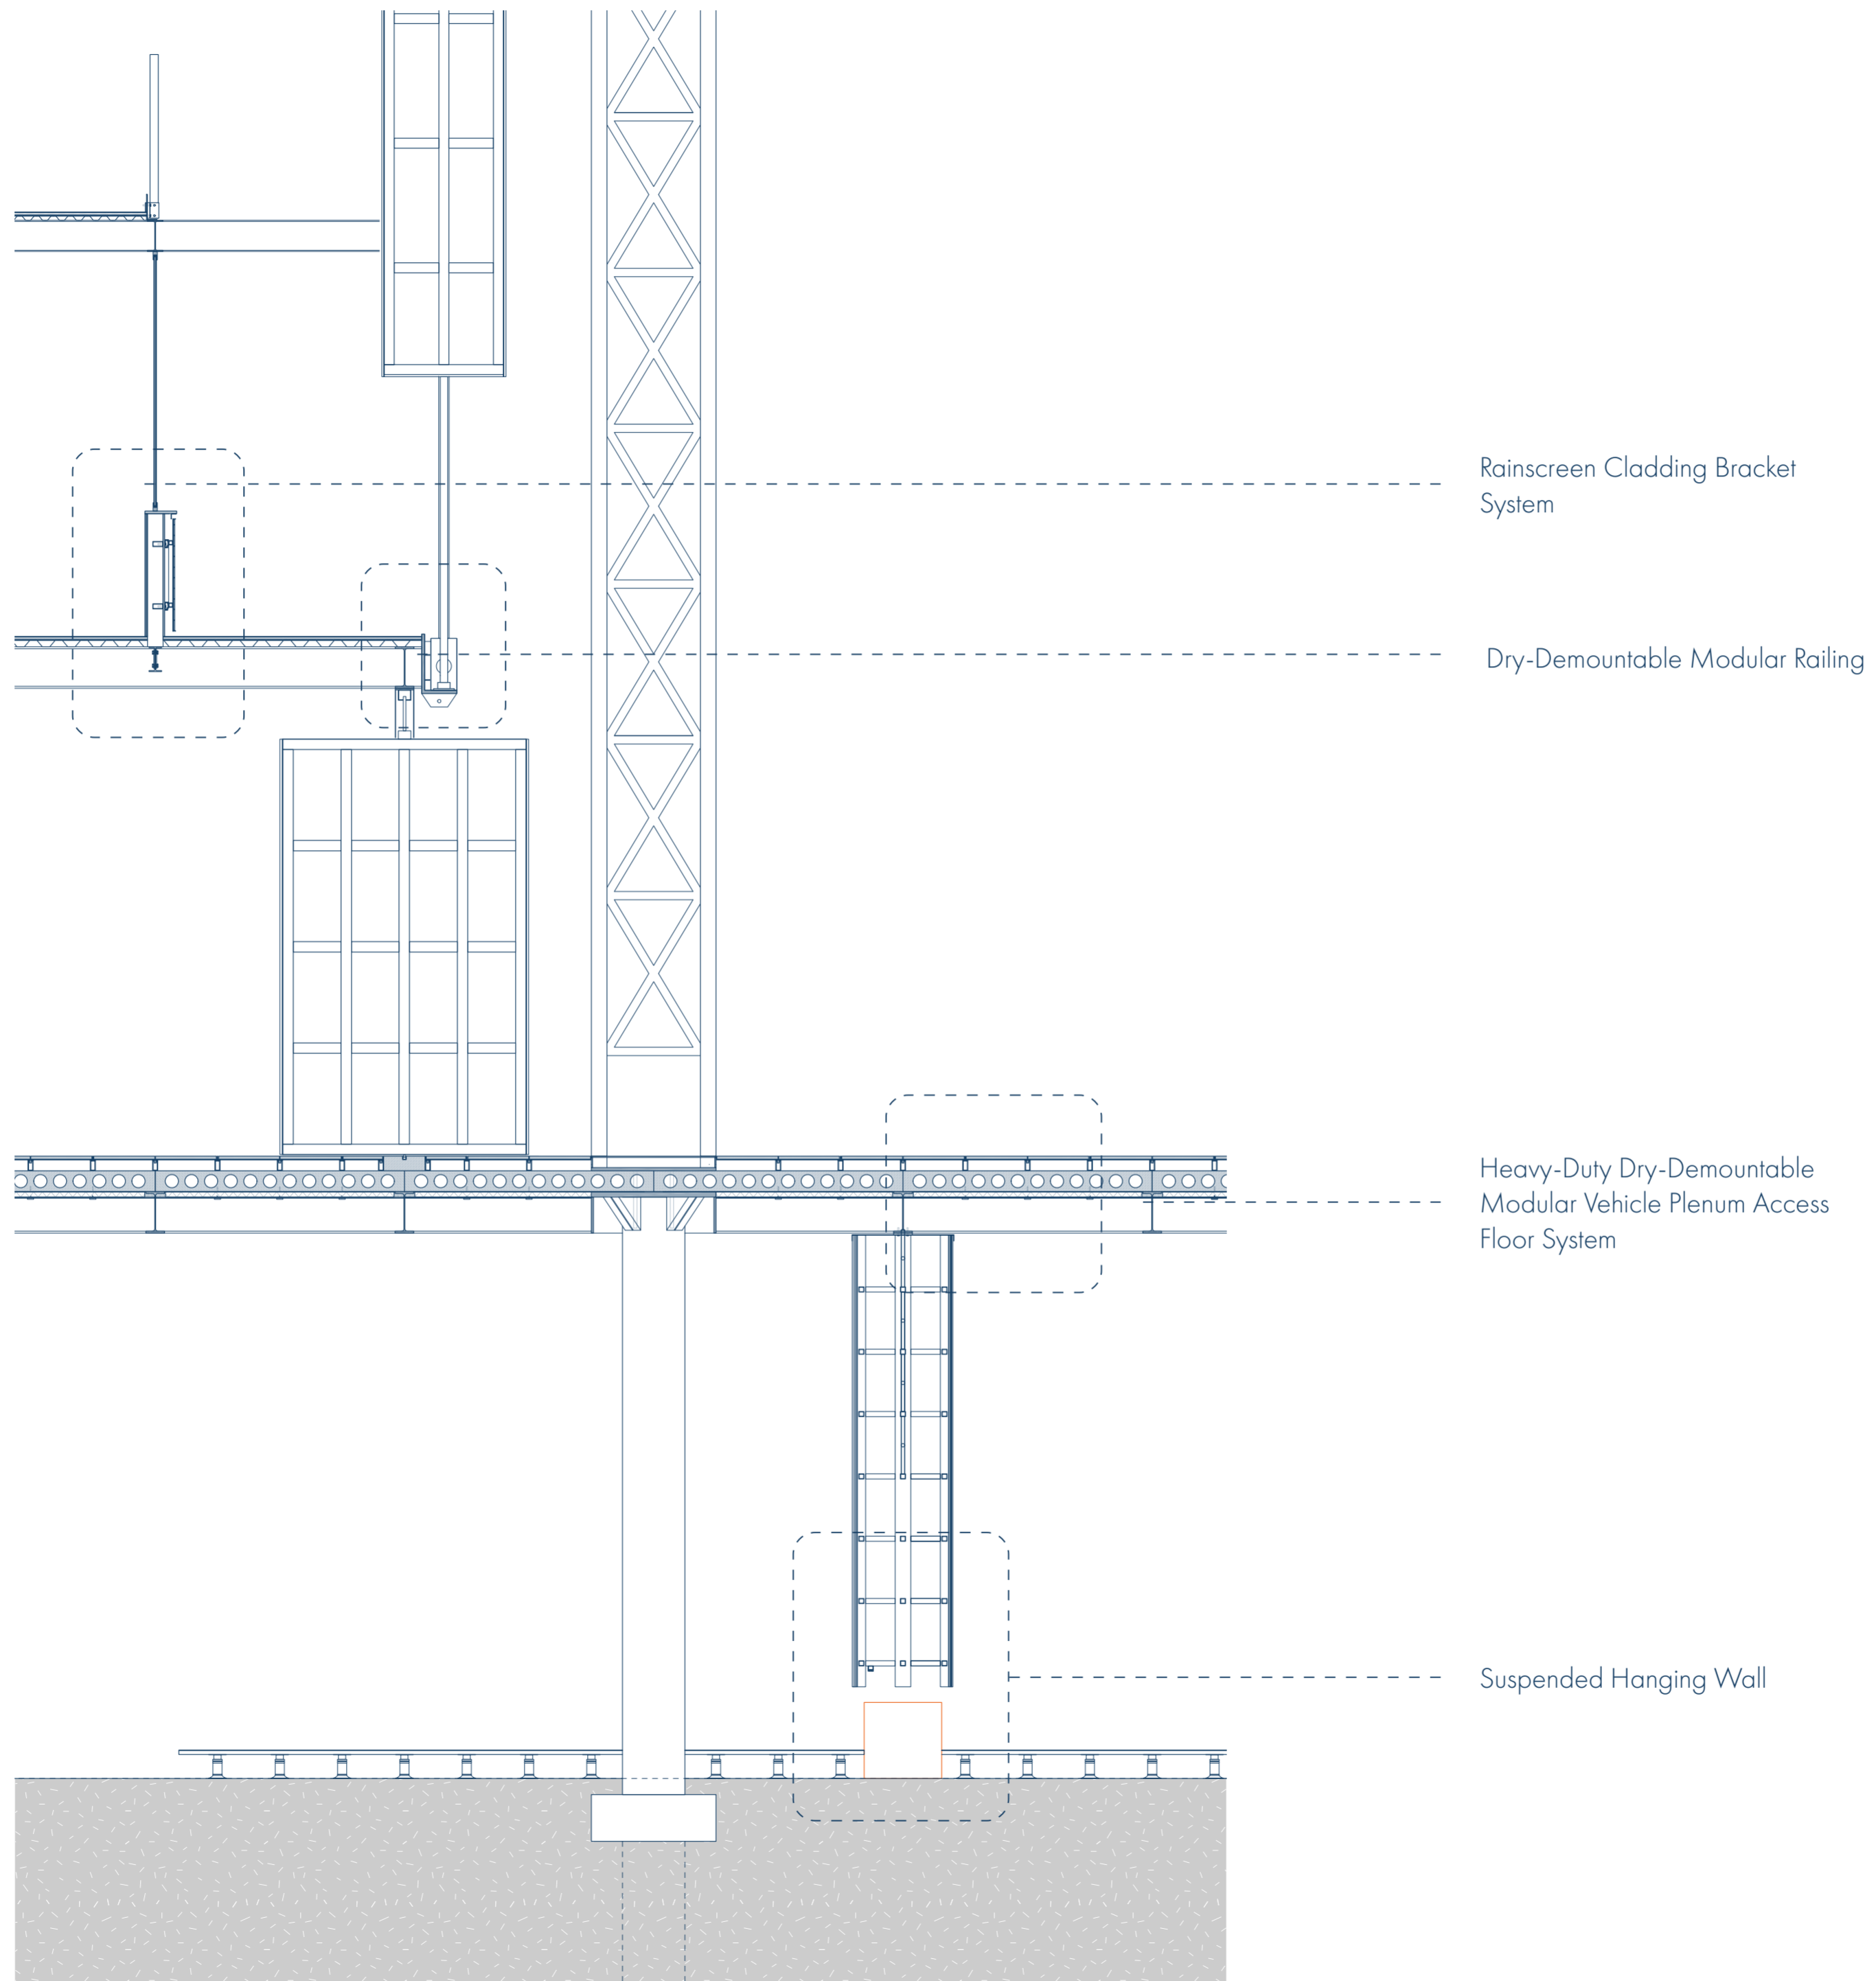 Rainscreen Cladding Bracket
System
Dry-Demountable Modular Railing
Heavy-Duty Dry-Demountable
Modular Vehicle Plenum Access
Floor System
Suspended Hanging Wall